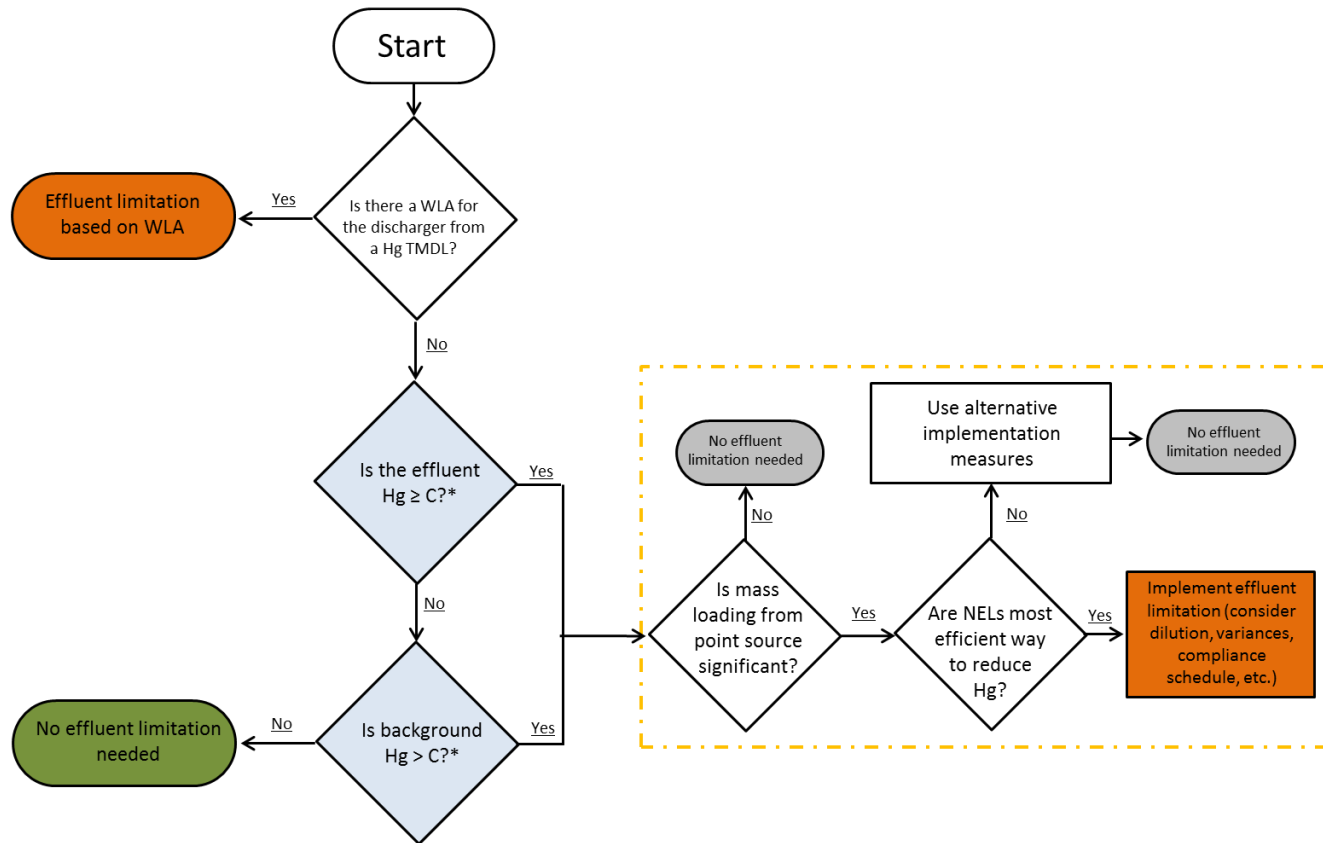 Start
Is there a WLA for
the discharger from
a Hg TMDL?
Yes
Effluent limitation
based on WLA
No
Is the effluent
Hg ≥ C?*
Yes
No
Is background
Hg > C?*
Yes
No
No effluent limitation
needed
Is mass
loading from
point source
significant?
No
No effluent
limitation needed
Yes
Are NELs most
efficient way
to reduce
Hg?
No
Use alternative
implementation
measures
No effluent
limitation needed
Yes
Implement effluent
limitation (consider
dilution, variances,
compliance
schedule, etc.)